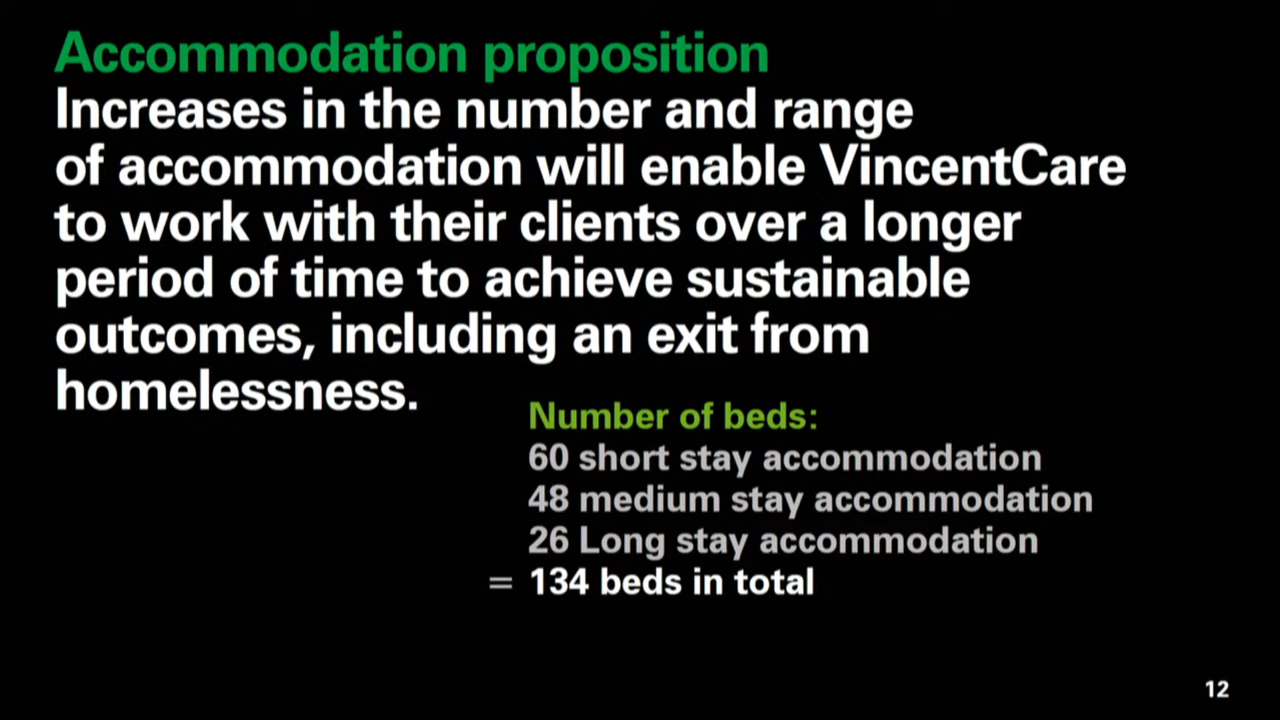 Accommodation proposition
Increases in the number and range
of accommodation will enable VincentCare
to work with their clients over a longer
period of time to achieve sustainable
outcomes, including an exit from
homelessness.
Number of beds:
60 short stay accommodation
48 medium stay accommodation
26 Long stay accommodation
= 134 beds in total
12